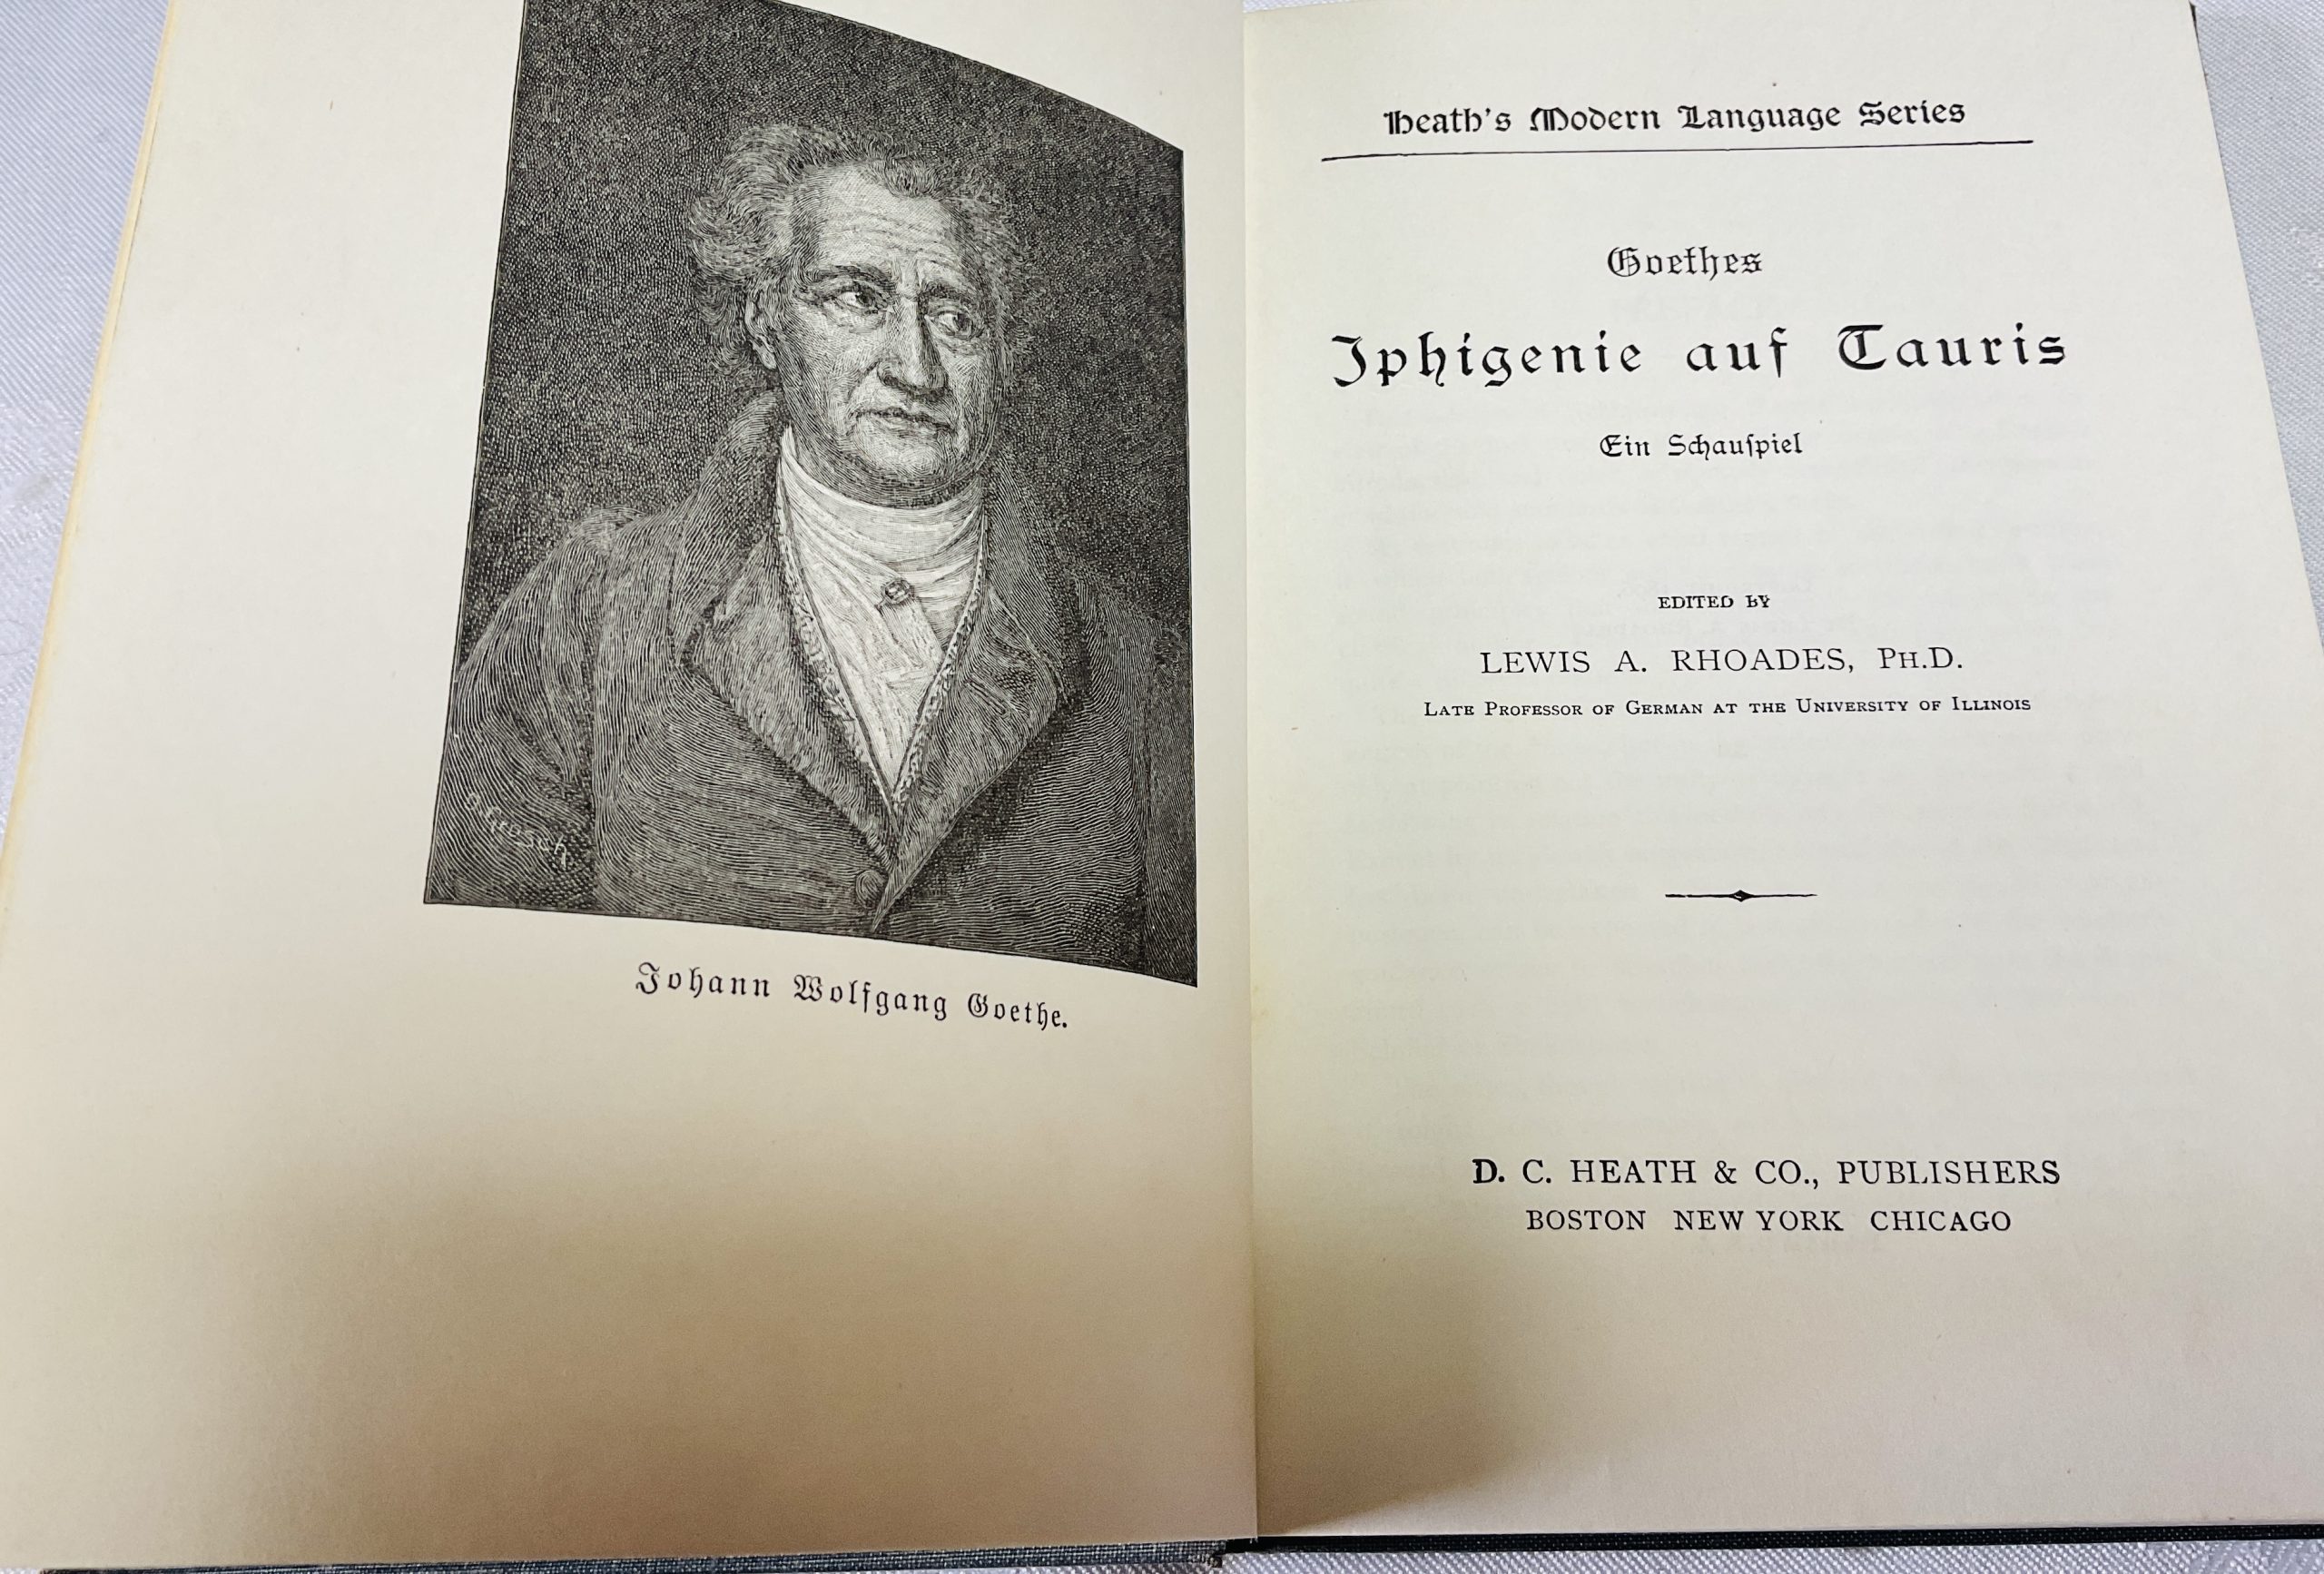 Johann Wolfgang Goethe.
Heath's Modern Language Series
Goethes
Iphigenie auf Tauris
Ein Schauſpiel
EDITED BY
LEWIS A. RHOADES, PH.D.
LATE PROFESSOR OF GERMAN AT THE UNIVERSITY OF ILLINOIS
D. C. HEATH & CO., PUBLISHERS
BOSTON NEW YORK CHICAGO